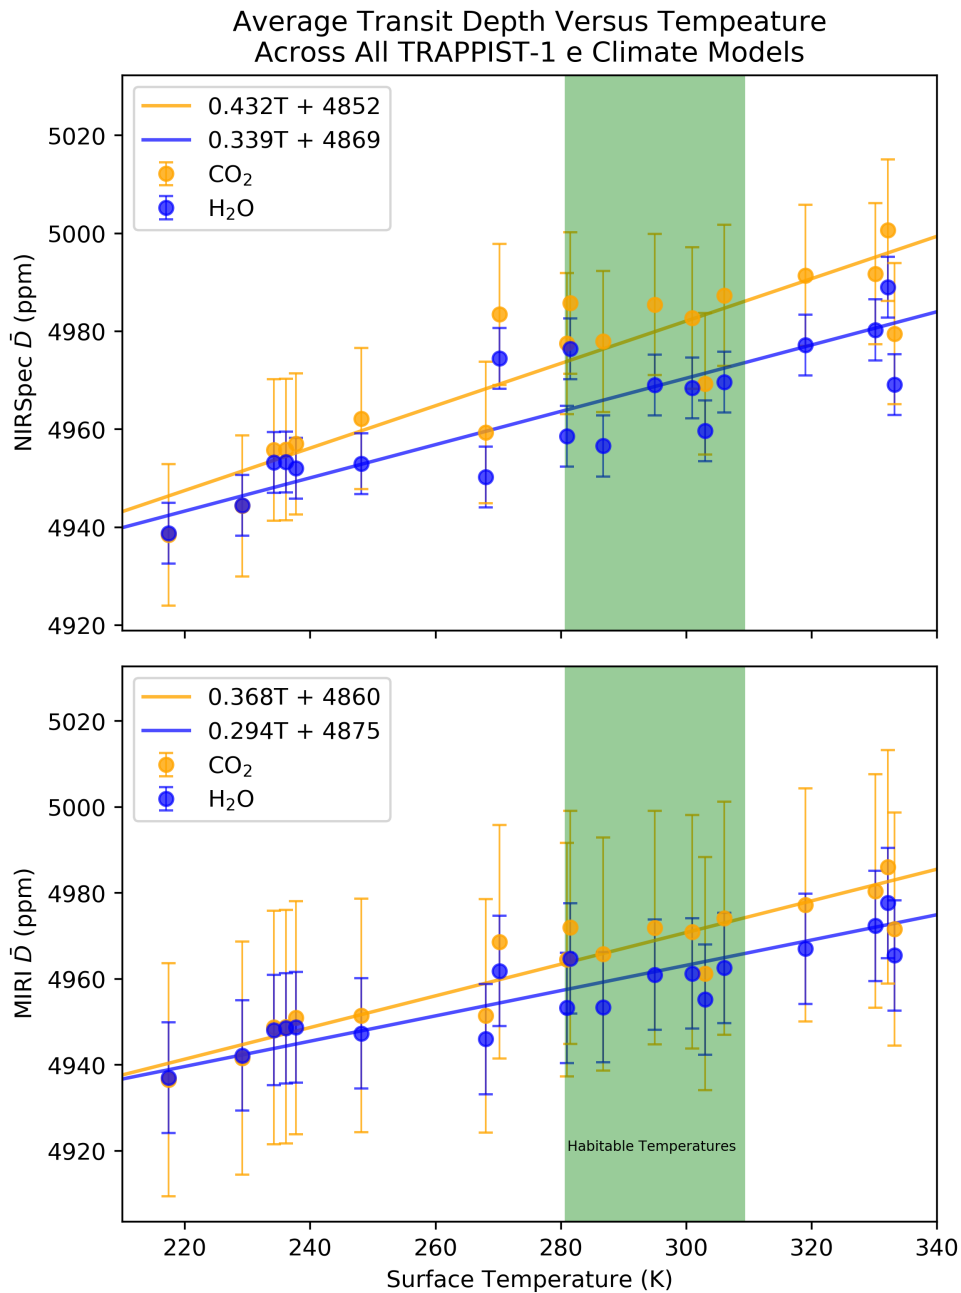 Average Transit Depth Versus Tempeature
Across All TRAPPIST-1 e Climate Models
0.432T + 4852
0.339T + 4869
CO₂
H₂O
5020
5000
4980
4960
4940
4920
NIRSpec D̄ (ppm)
0.368T + 4860
0.294T + 4875
CO₂
H₂O
5020
5000
4980
4960
4940
4920
MIRI D̄ (ppm)
Habitable Temperatures
220 240 260 280 300 320 340
Surface Temperature (K)